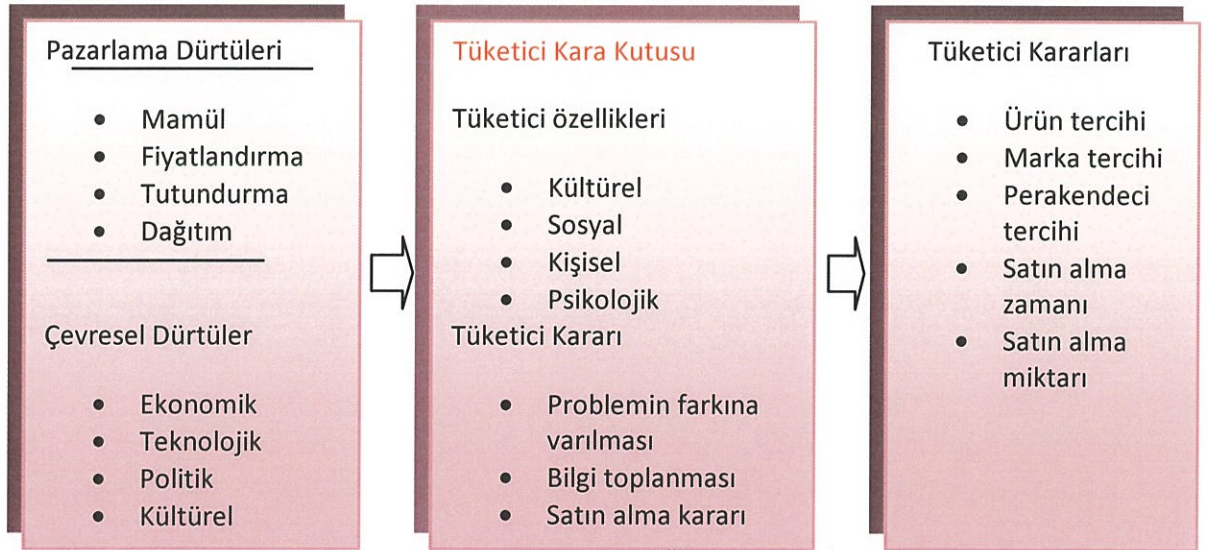 Pazarlama Dürtüleri
• Mamül
• Fiyatlandırma
• Tutundurma
• Dağıtım
Çevresel Dürtüler
• Ekonomik
• Teknolojik
• Politik
• Kültürel
Tüketici Kara Kutusu
Tüketici özellikleri
• Kültürel
• Sosyal
• Kişisel
• Psikolojik
Tüketici Kararı
• Problemin farkına
varılması
• Bilgi toplanması
• Satın alma kararı
Tüketici Kararları
• Ürün tercihi
• Marka tercihi
• Perakendeci
tercihi
• Satın alma
zamanı
• Satın alma
miktarı